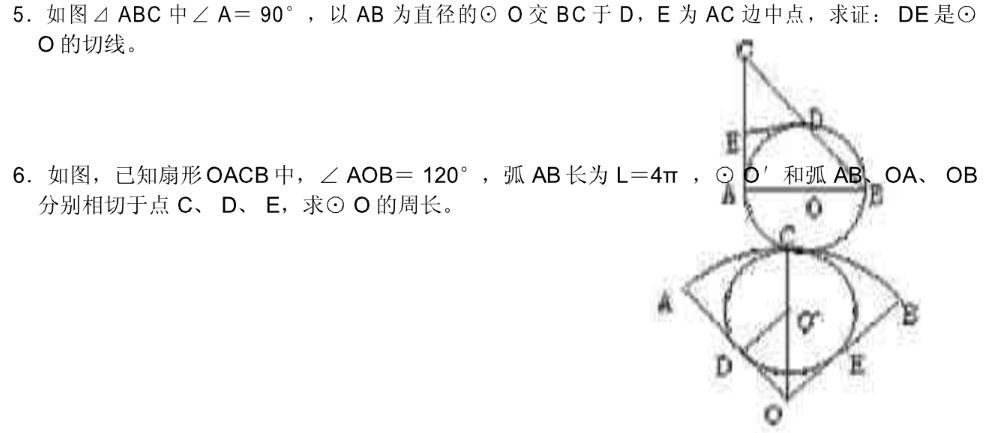 5．如图⊿ ABC 中∠ A＝ 90°，以 AB 为直径的⊙ O 交 BC 于 D，E 为 AC 边中点，求证： DE 是⊙
O 的切线。
C
D
E
A
O
B
6．如图，已知扇形 OACB 中，∠ AOB＝ 120°，弧 AB 长为 L＝4π ，⊙ O′ 和弧 AB、OA、 OB
分别相切于点 C、 D、 E，求⊙ O 的周长。
C
A
O′
B
D
E
O